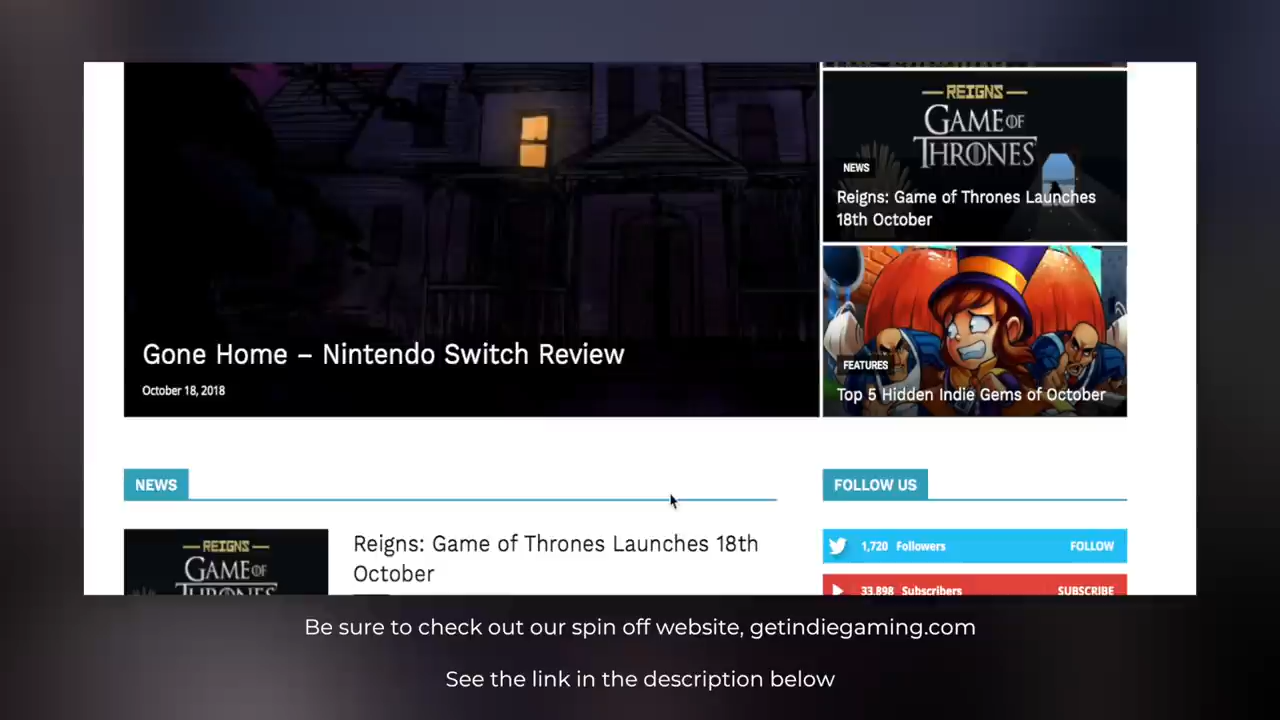 REIGNS
GAME OF
THRONES
NEWS
Reigns: Game of Thrones Launches
18th October
Gone Home – Nintendo Switch Review
October 18, 2018
FEATURES
Top 5 Hidden Indie Gems of October
NEWS
FOLLOW US
REIGNS
GAME OF
THRONES
Reigns: Game of Thrones Launches 18th
October
1,720 Followers FOLLOW
33,898 Subscribers SUBSCRIBE
Be sure to check out our spin off website, getindiegaming.com
See the link in the description below